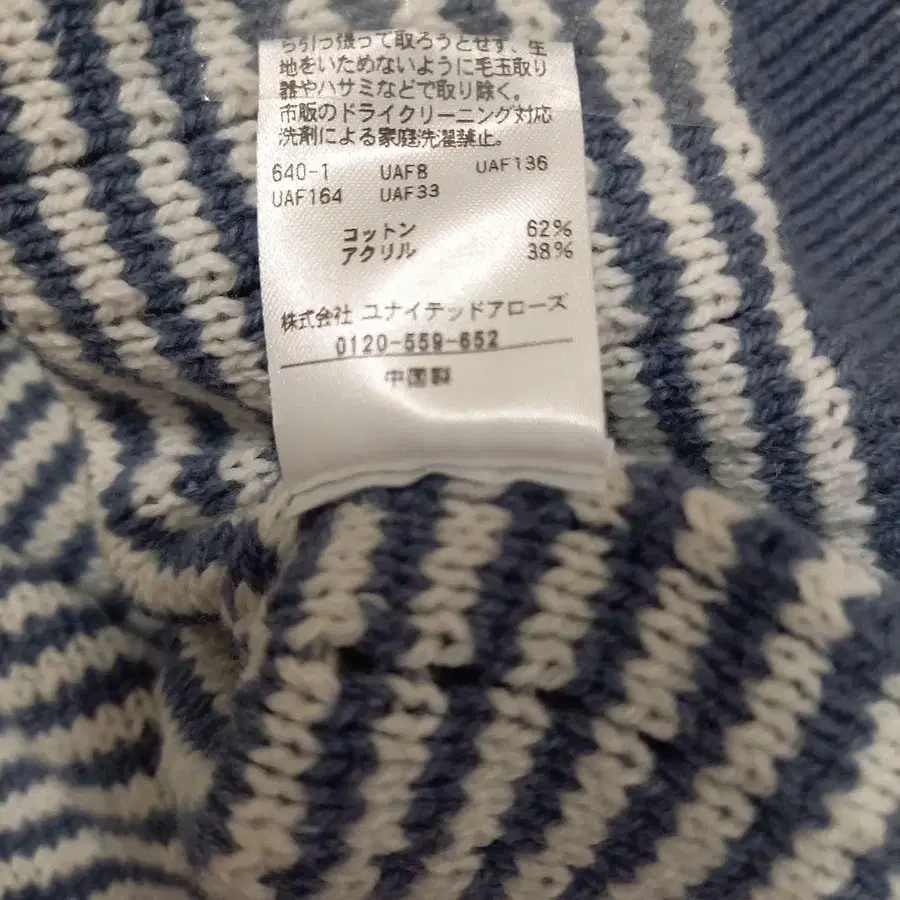 ら引っ張って取ろうとせず、生
地をいためないように毛玉取り
器やハサミなどで取り除く。
市販のドライクリーニング対応
洗剤による家庭洗濯禁止。
640-1 UAF8 UAF136
UAF164 UAF33
コットン 62%
アクリル 38%
株式会社 ユナイテッドアローズ
0120-559-652
中国製